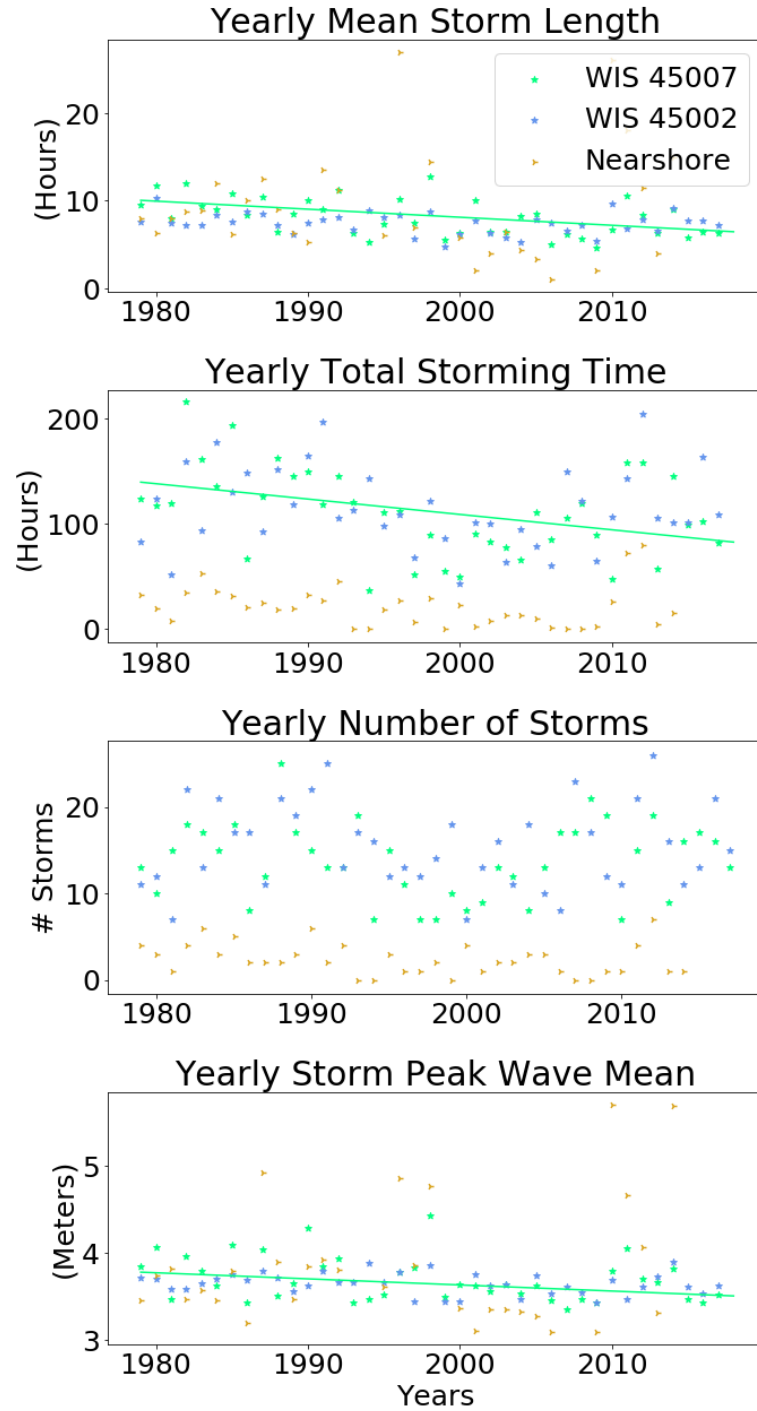 Yearly Mean Storm Length
(Hours)
20
10
0
WIS 45007
WIS 45002
Nearshore
1980 1990 2000 2010
Yearly Total Storming Time
(Hours)
200
100
0
1980 1990 2000 2010
Yearly Number of Storms
# Storms
20
10
0
1980 1990 2000 2010
Yearly Storm Peak Wave Mean
(Meters)
5
4
3
1980 1990 2000 2010
Years